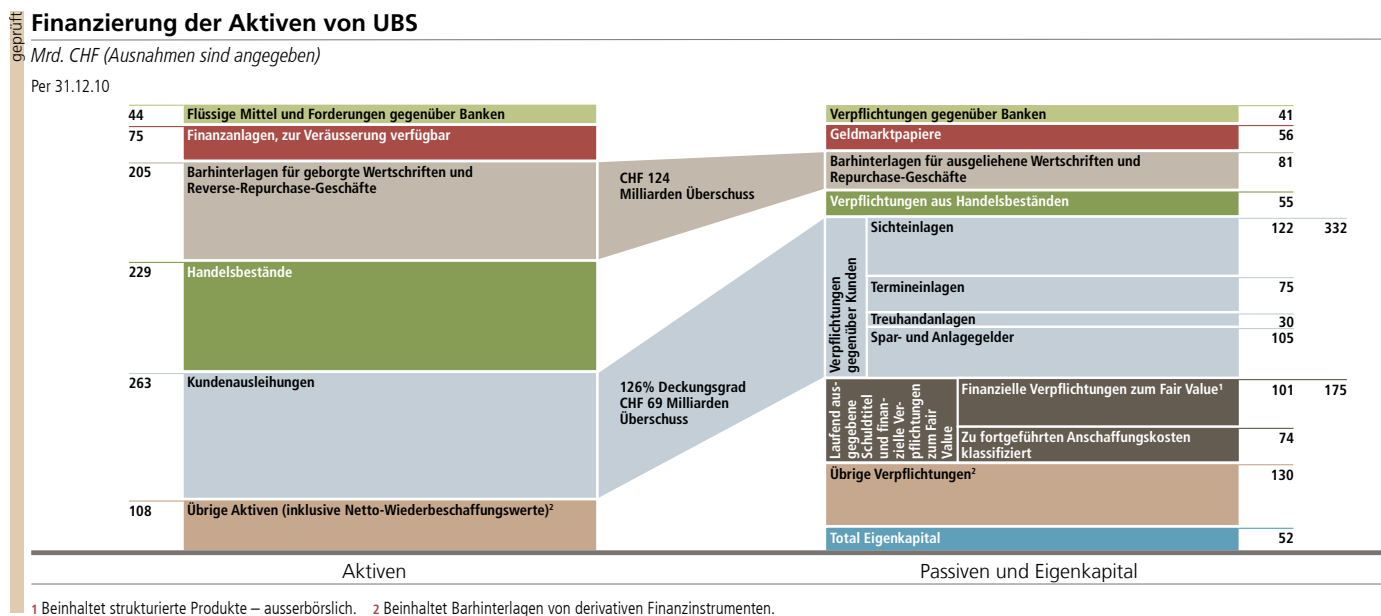 geprüft
Finanzierung der Aktiven von UBS
Mrd. CHF (Ausnahmen sind angegeben)
Per 31.12.10
44 Flüssige Mittel und Forderungen gegenüber Banken
75 Finanzanlagen, zur Veräusserung verfügbar
205 Barhinterlagen für geborgte Wertschriften und
Reverse-Repurchase-Geschäfte
229 Handelsbestände
263 Kundenausleihungen
108 Übrige Aktiven (inklusive Netto-Wiederbeschaffungswerte)2
CHF 124
Milliarden Überschuss
126% Deckungsgrad
CHF 69 Milliarden
Überschuss
Verpflichtungen gegenüber Banken 41
Geldmarktpapiere 56
Barhinterlagen für ausgeliehene Wertschriften und 81
Repurchase-Geschäfte
Verpflichtungen aus Handelsbeständen 55
Verpflichtungen
gegenüber Kunden
Sichteinlagen 122 332
Termineinlagen 75
Treuhandanlagen 30
Spar- und Anlagegelder 105
Laufend aus-
gegebene
Schuldtitel
und finan-
zielle Ver-
pflichtungen
zum Fair
Value
Finanzielle Verpflichtungen zum Fair Value1 101 175
Zu fortgeführten Anschaffungskosten 74
klassifiziert
Übrige Verpflichtungen2 130
Total Eigenkapital 52
Aktiven
Passiven und Eigenkapital
1 Beinhaltet strukturierte Produkte – ausserbörslich. 2 Beinhaltet Barhinterlagen von derivativen Finanzinstrumenten.